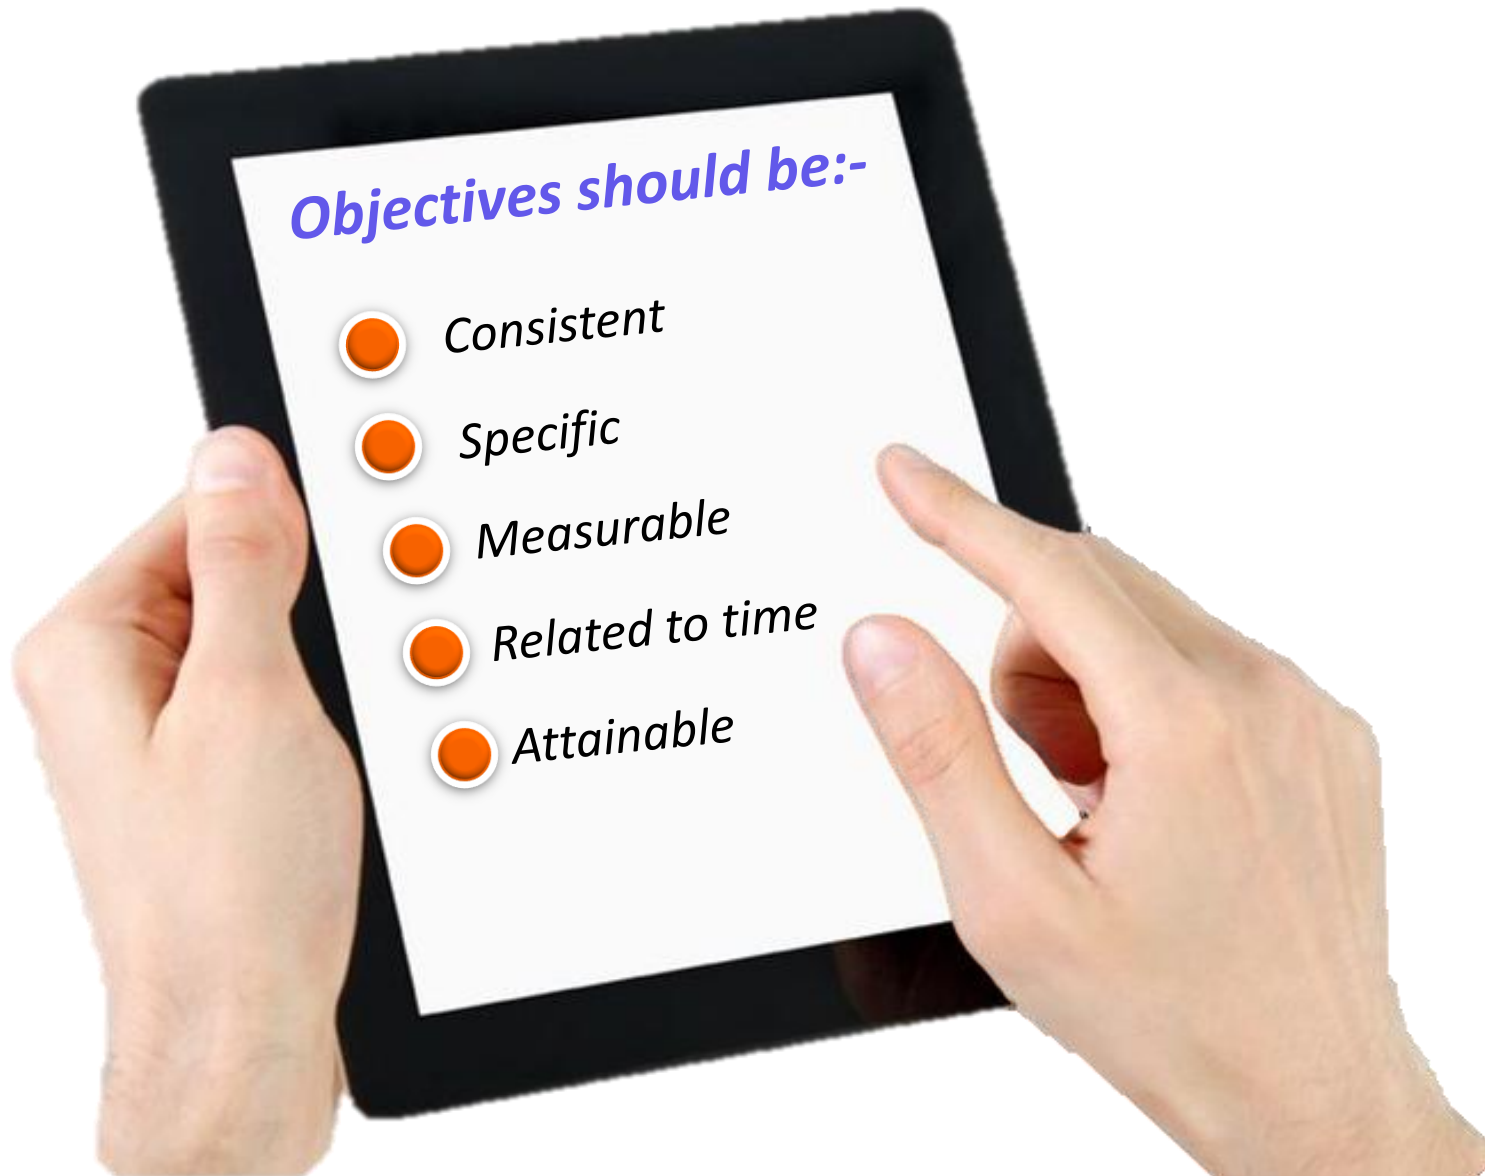 Objectives should be:-
Consistent
Specific
Measurable
Related to time
Attainable